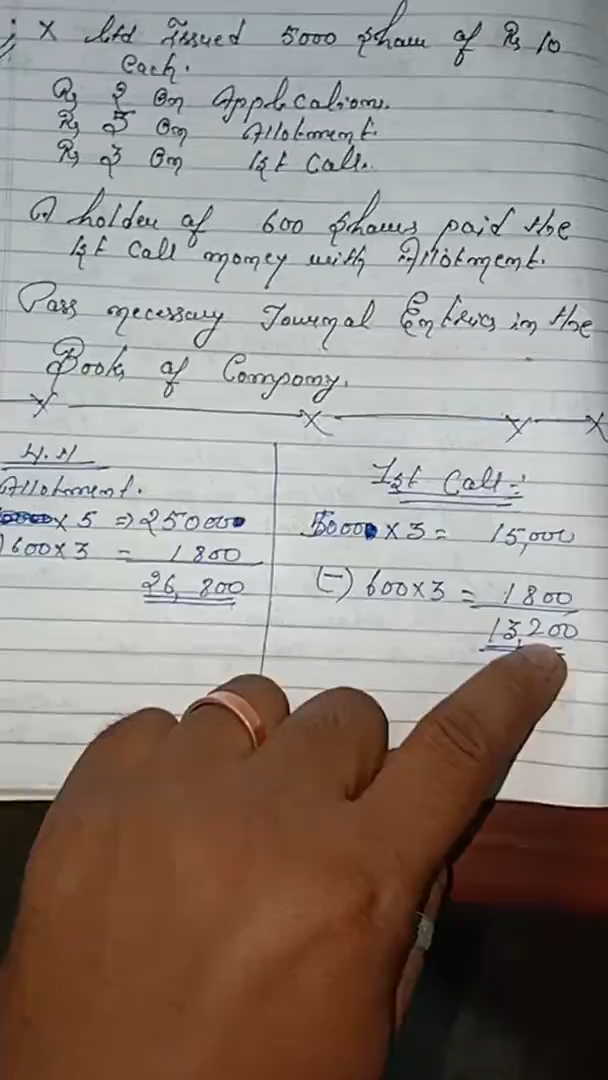 ; X Ltd Issued 5000 share of Rs 10
each.
Rs 2 on Application.
Rs 5 on Allotment.
Rs 3 on 1st Call.
A holder of 600 shares paid the
1st Call money with Allotment.
Pass necessary Journal Entries in the
Books of Company.
W.N
Allotment.
x 5 => 25000
600 x 3 = 1800
26,800
1st Call :-
5000 x 3 = 15,000
(-) 600 x 3 = 1800
13,200